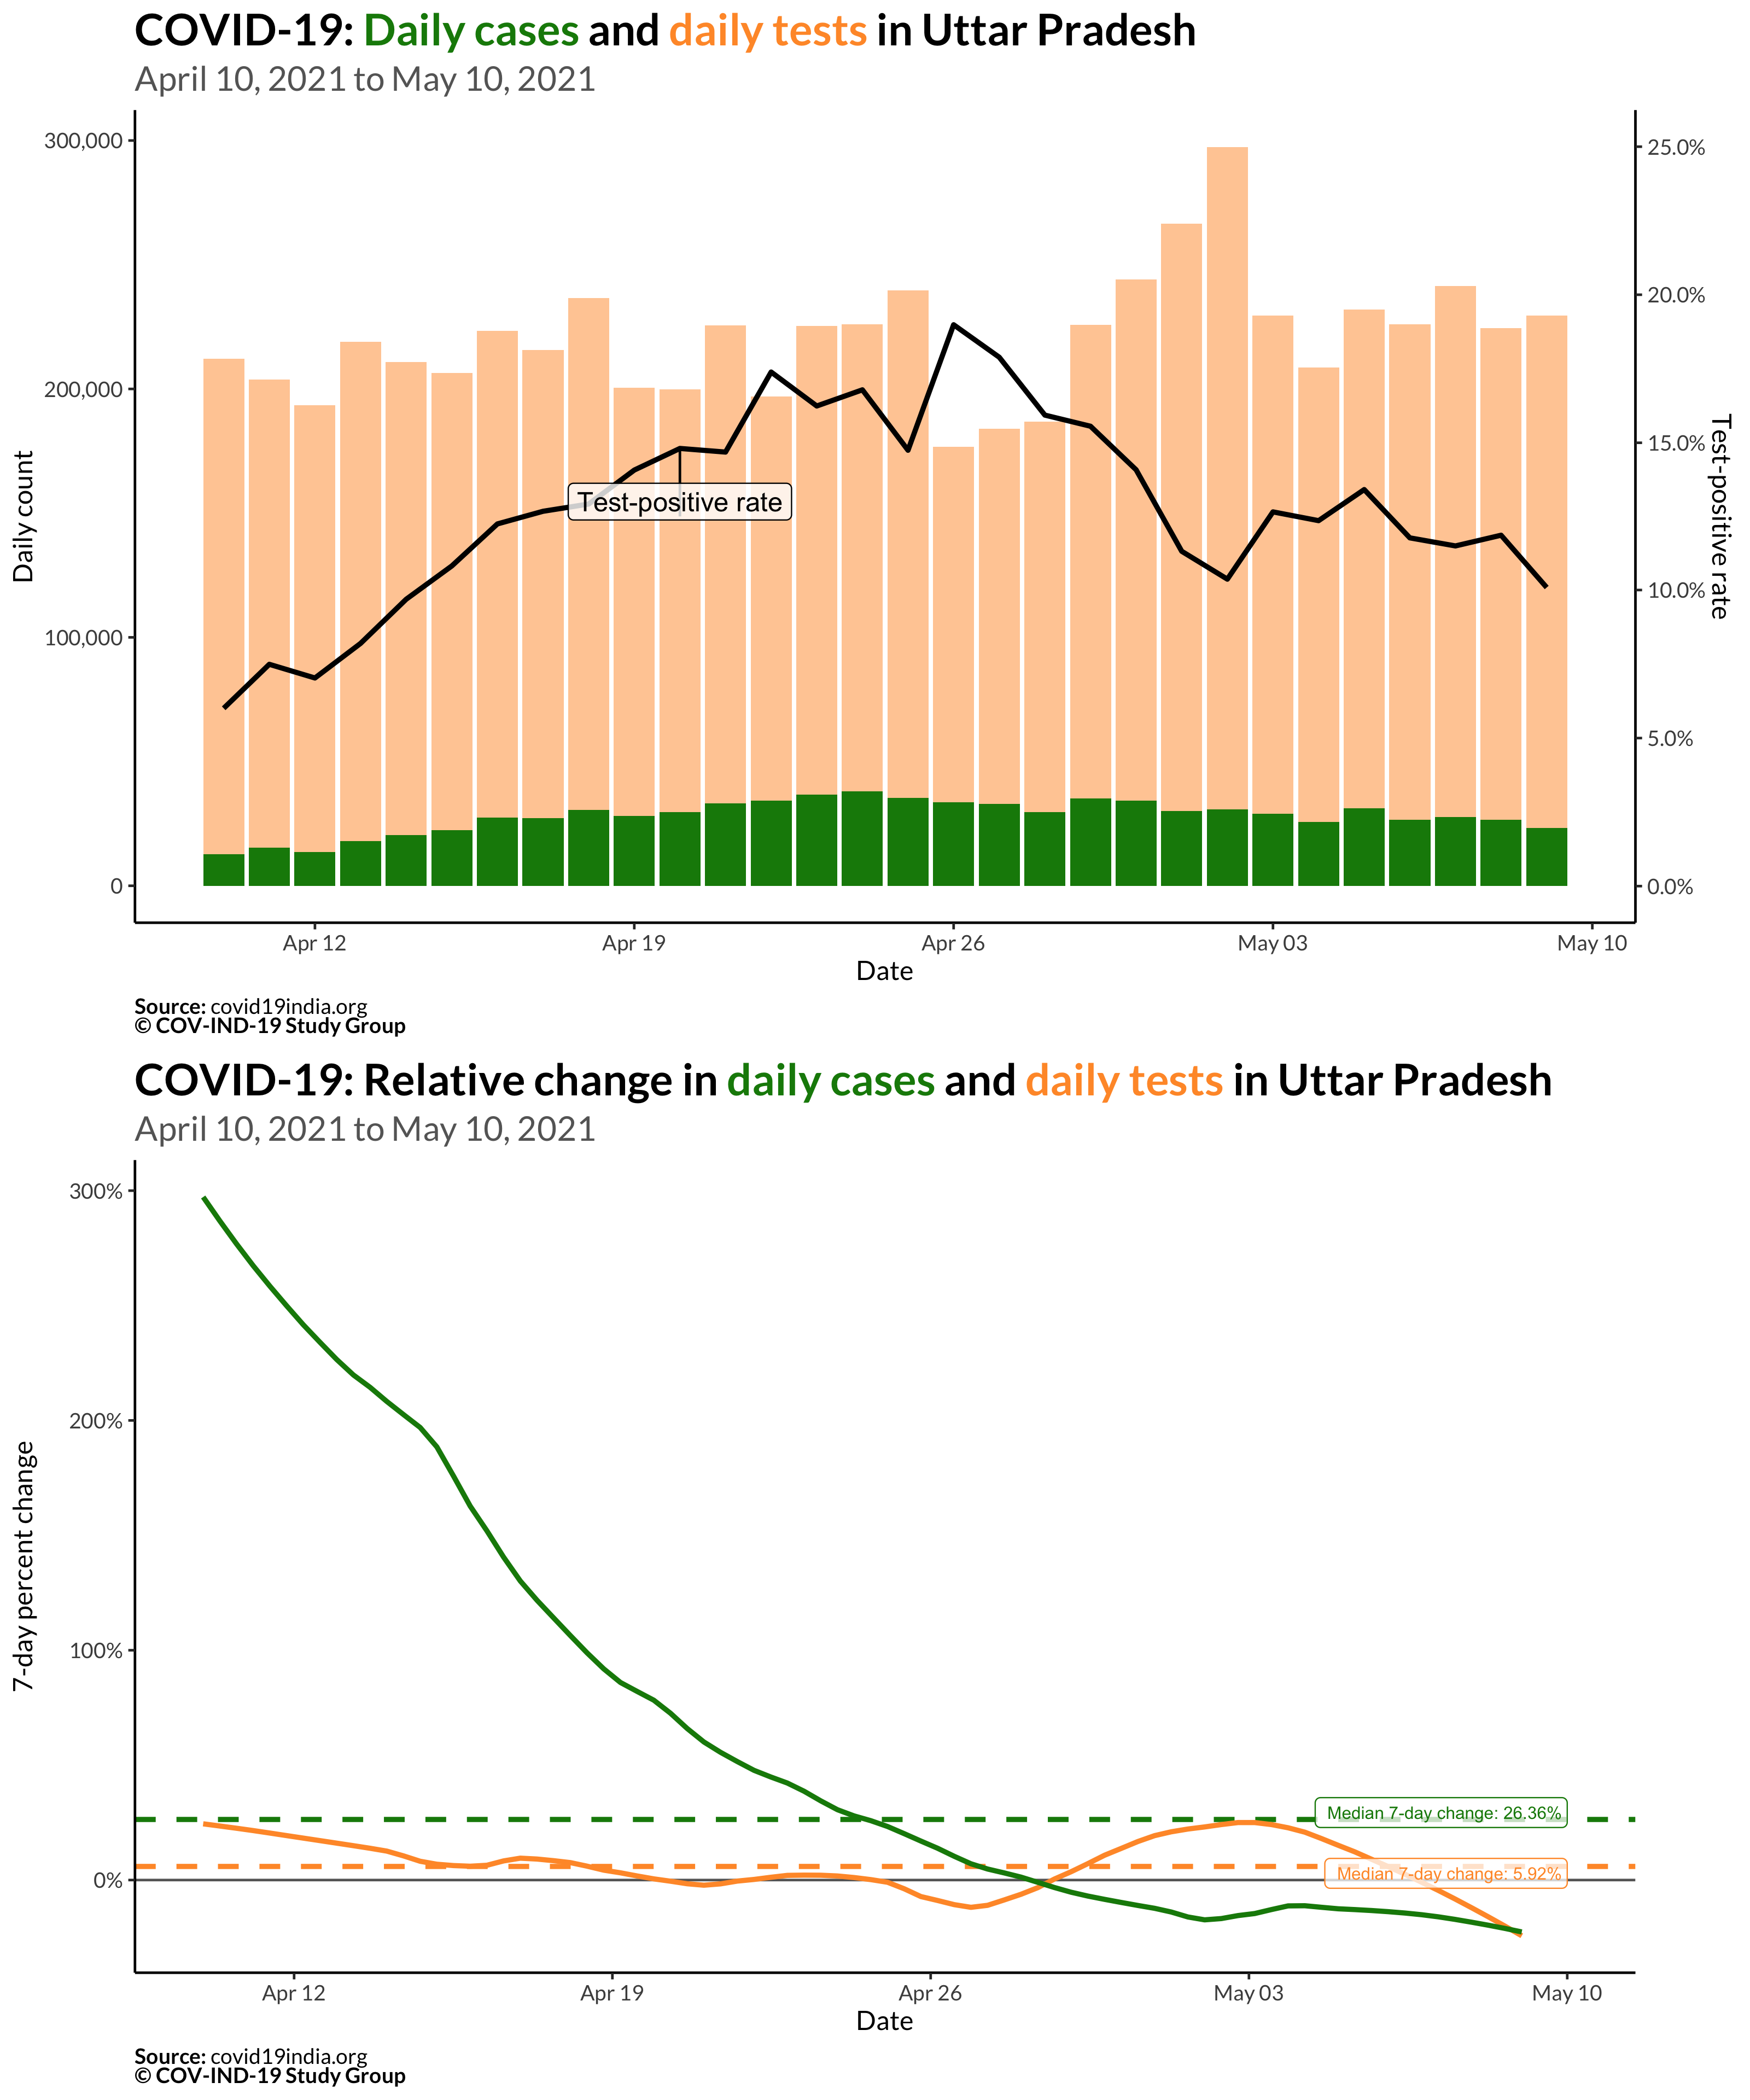 COVID-19: Daily cases and daily tests in Uttar Pradesh
April 10, 2021 to May 10, 2021
300,000
200,000
100,000
0
Daily count
25.0%
20.0%
15.0%
10.0%
5.0%
0.0%
Test-positive rate
Test-positive rate
Apr 12
Apr 19
Apr 26
May 03
May 10
Date
Source: covid19india.org
© COV-IND-19 Study Group
COVID-19: Relative change in daily cases and daily tests in Uttar Pradesh
April 10, 2021 to May 10, 2021
300%
200%
100%
0%
7-day percent change
Median 7-day change: 26.36%
Median 7-day change: 5.92%
Apr 12
Apr 19
Apr 26
May 03
May 10
Date
Source: covid19india.org
© COV-IND-19 Study Group